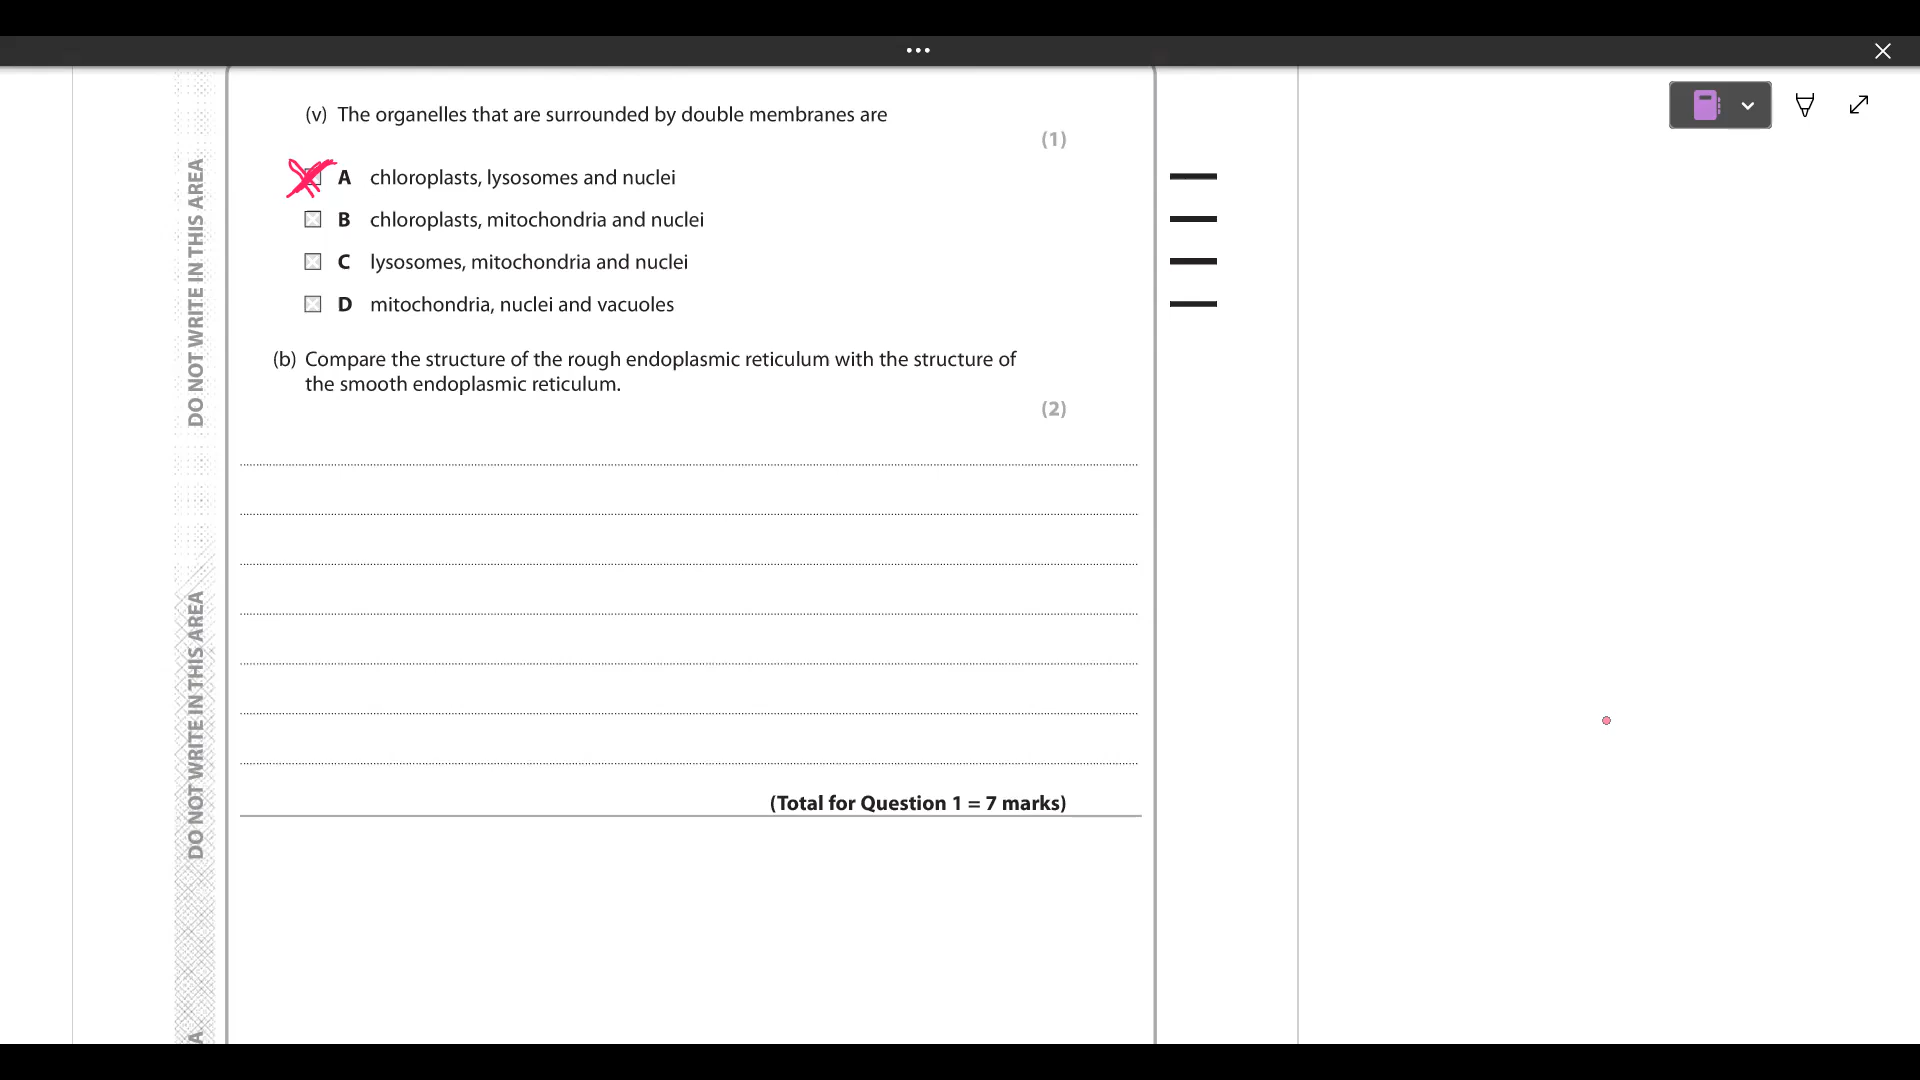 (v) The organelles that are surrounded by double membranes are
(1)
A chloroplasts, lysosomes and nuclei
B chloroplasts, mitochondria and nuclei
C lysosomes, mitochondria and nuclei
D mitochondria, nuclei and vacuoles
(b) Compare the structure of the rough endoplasmic reticulum with the structure of
the smooth endoplasmic reticulum.
(2)
(Total for Question 1 = 7 marks)
DO NOT WRITE IN THIS AREA
DO NOT WRITE IN THIS AREA
A